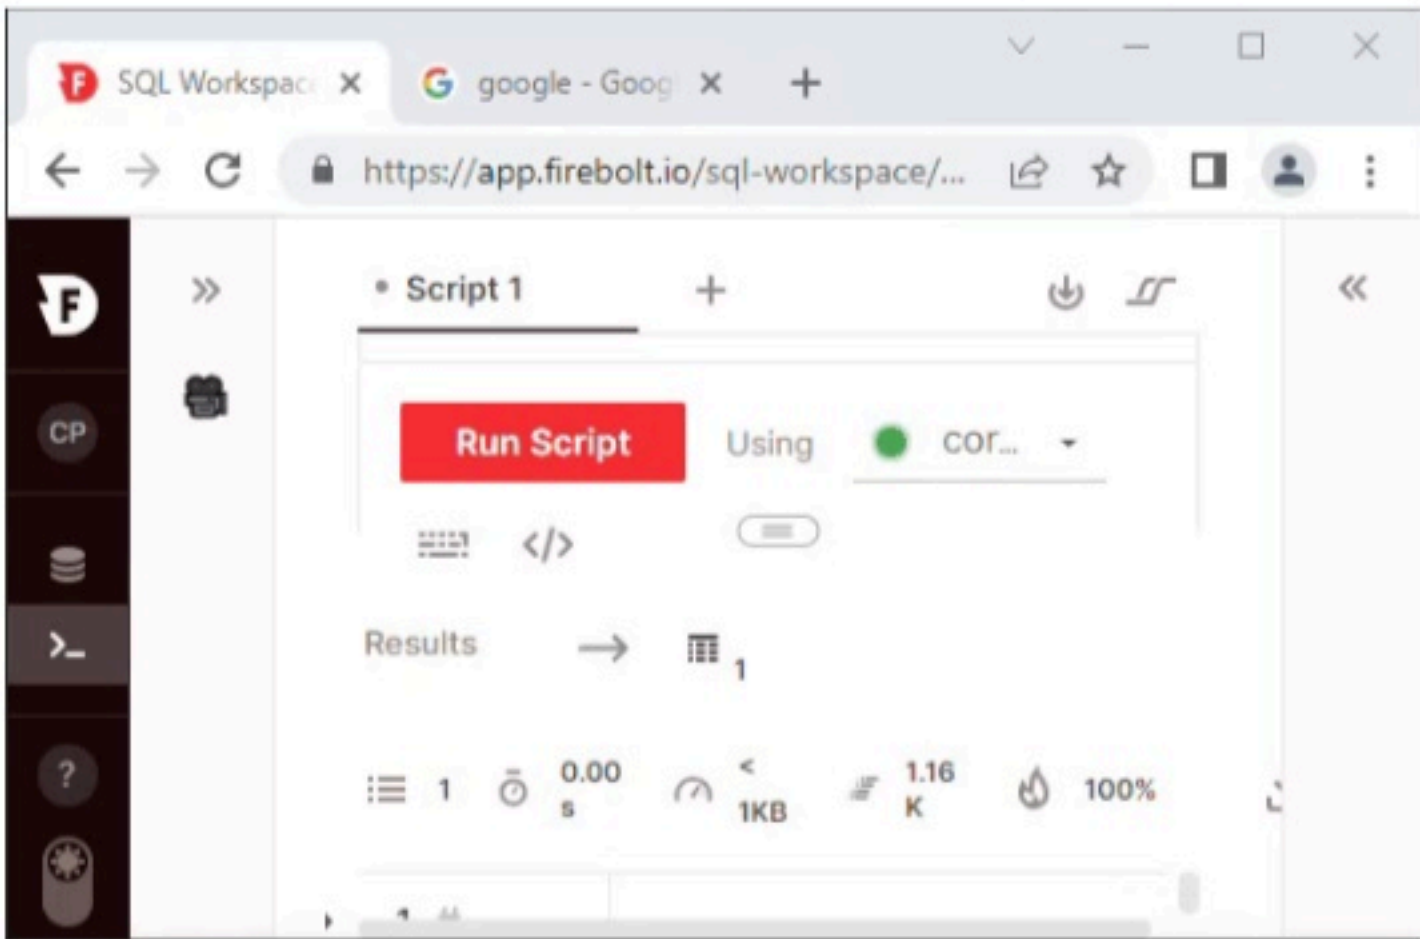 SQL Workspac
google - Goog
https://app.firebolt.io/sql-workspace/...
F
Script 1
CP
Run Script
Using
cor...
</>
Results
1
1
0.00 s
< 1KB
1.16 K
100%
?
1 #